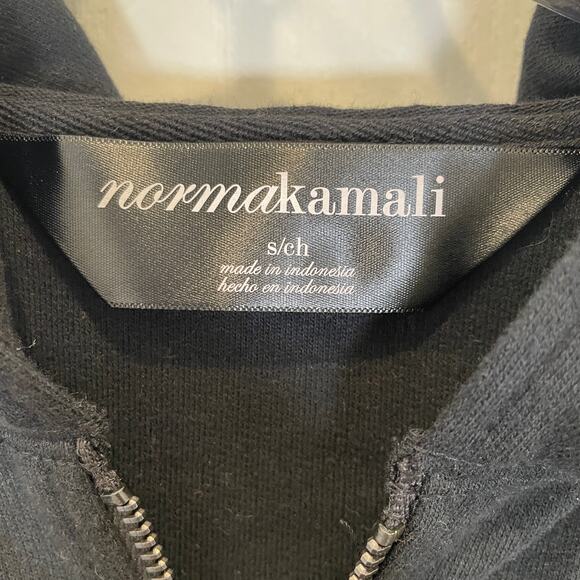 normakamali
s/ch
made in indonesia
hecho en indonesia